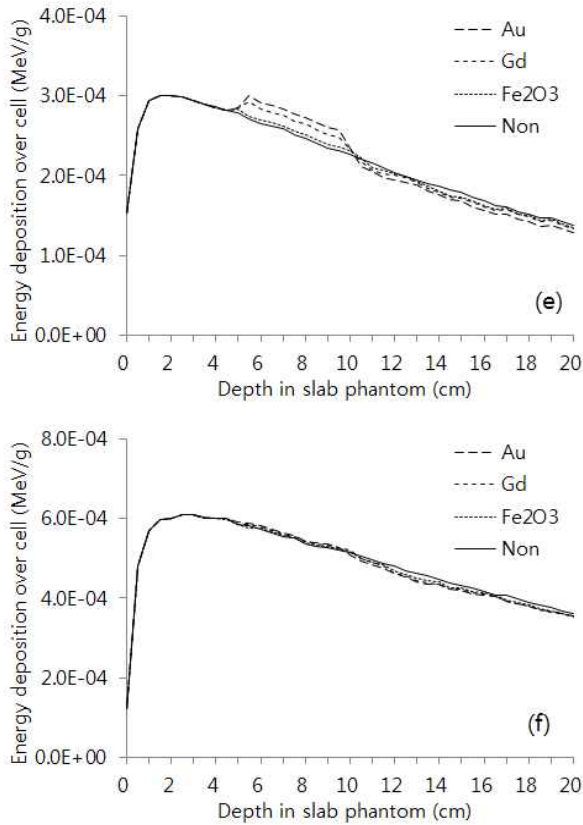 Energy deposition over cell (MeV/g)
4.0E-04
3.0E-04
2.0E-04
1.0E-04
0.0E+00
Au
Gd
Fe2O3
Non
(e)
0 2 4 6 8 10 12 14 16 18 20
Depth in slab phantom (cm)
Energy deposition over cell (MeV/g)
8.0E-04
6.0E-04
4.0E-04
2.0E-04
0.0E+00
Au
Gd
Fe2O3
Non
(f)
0 2 4 6 8 10 12 14 16 18 20
Depth in slab phantom (cm)